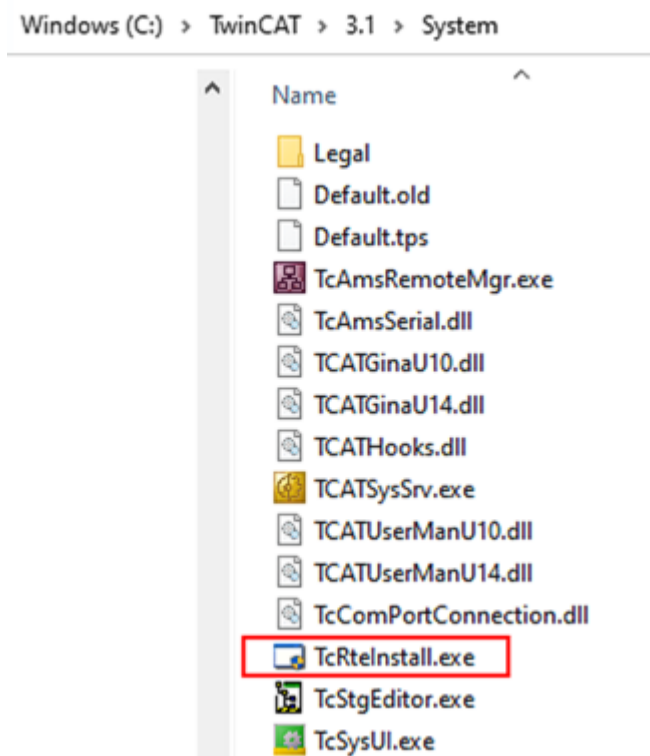 Windows (C:) > TwinCAT > 3.1 > System
Name
Legal
Default.old
Default.tps
TcAmsRemoteMgr.exe
TcAmsSerial.dll
TCATGinaU10.dll
TCATGinaU14.dll
TCATHooks.dll
TCATSysSrv.exe
TCATUserManU10.dll
TCATUserManU14.dll
TcComPortConnection.dll
TcRteInstall.exe
TcStgEditor.exe
TcSysUI.exe